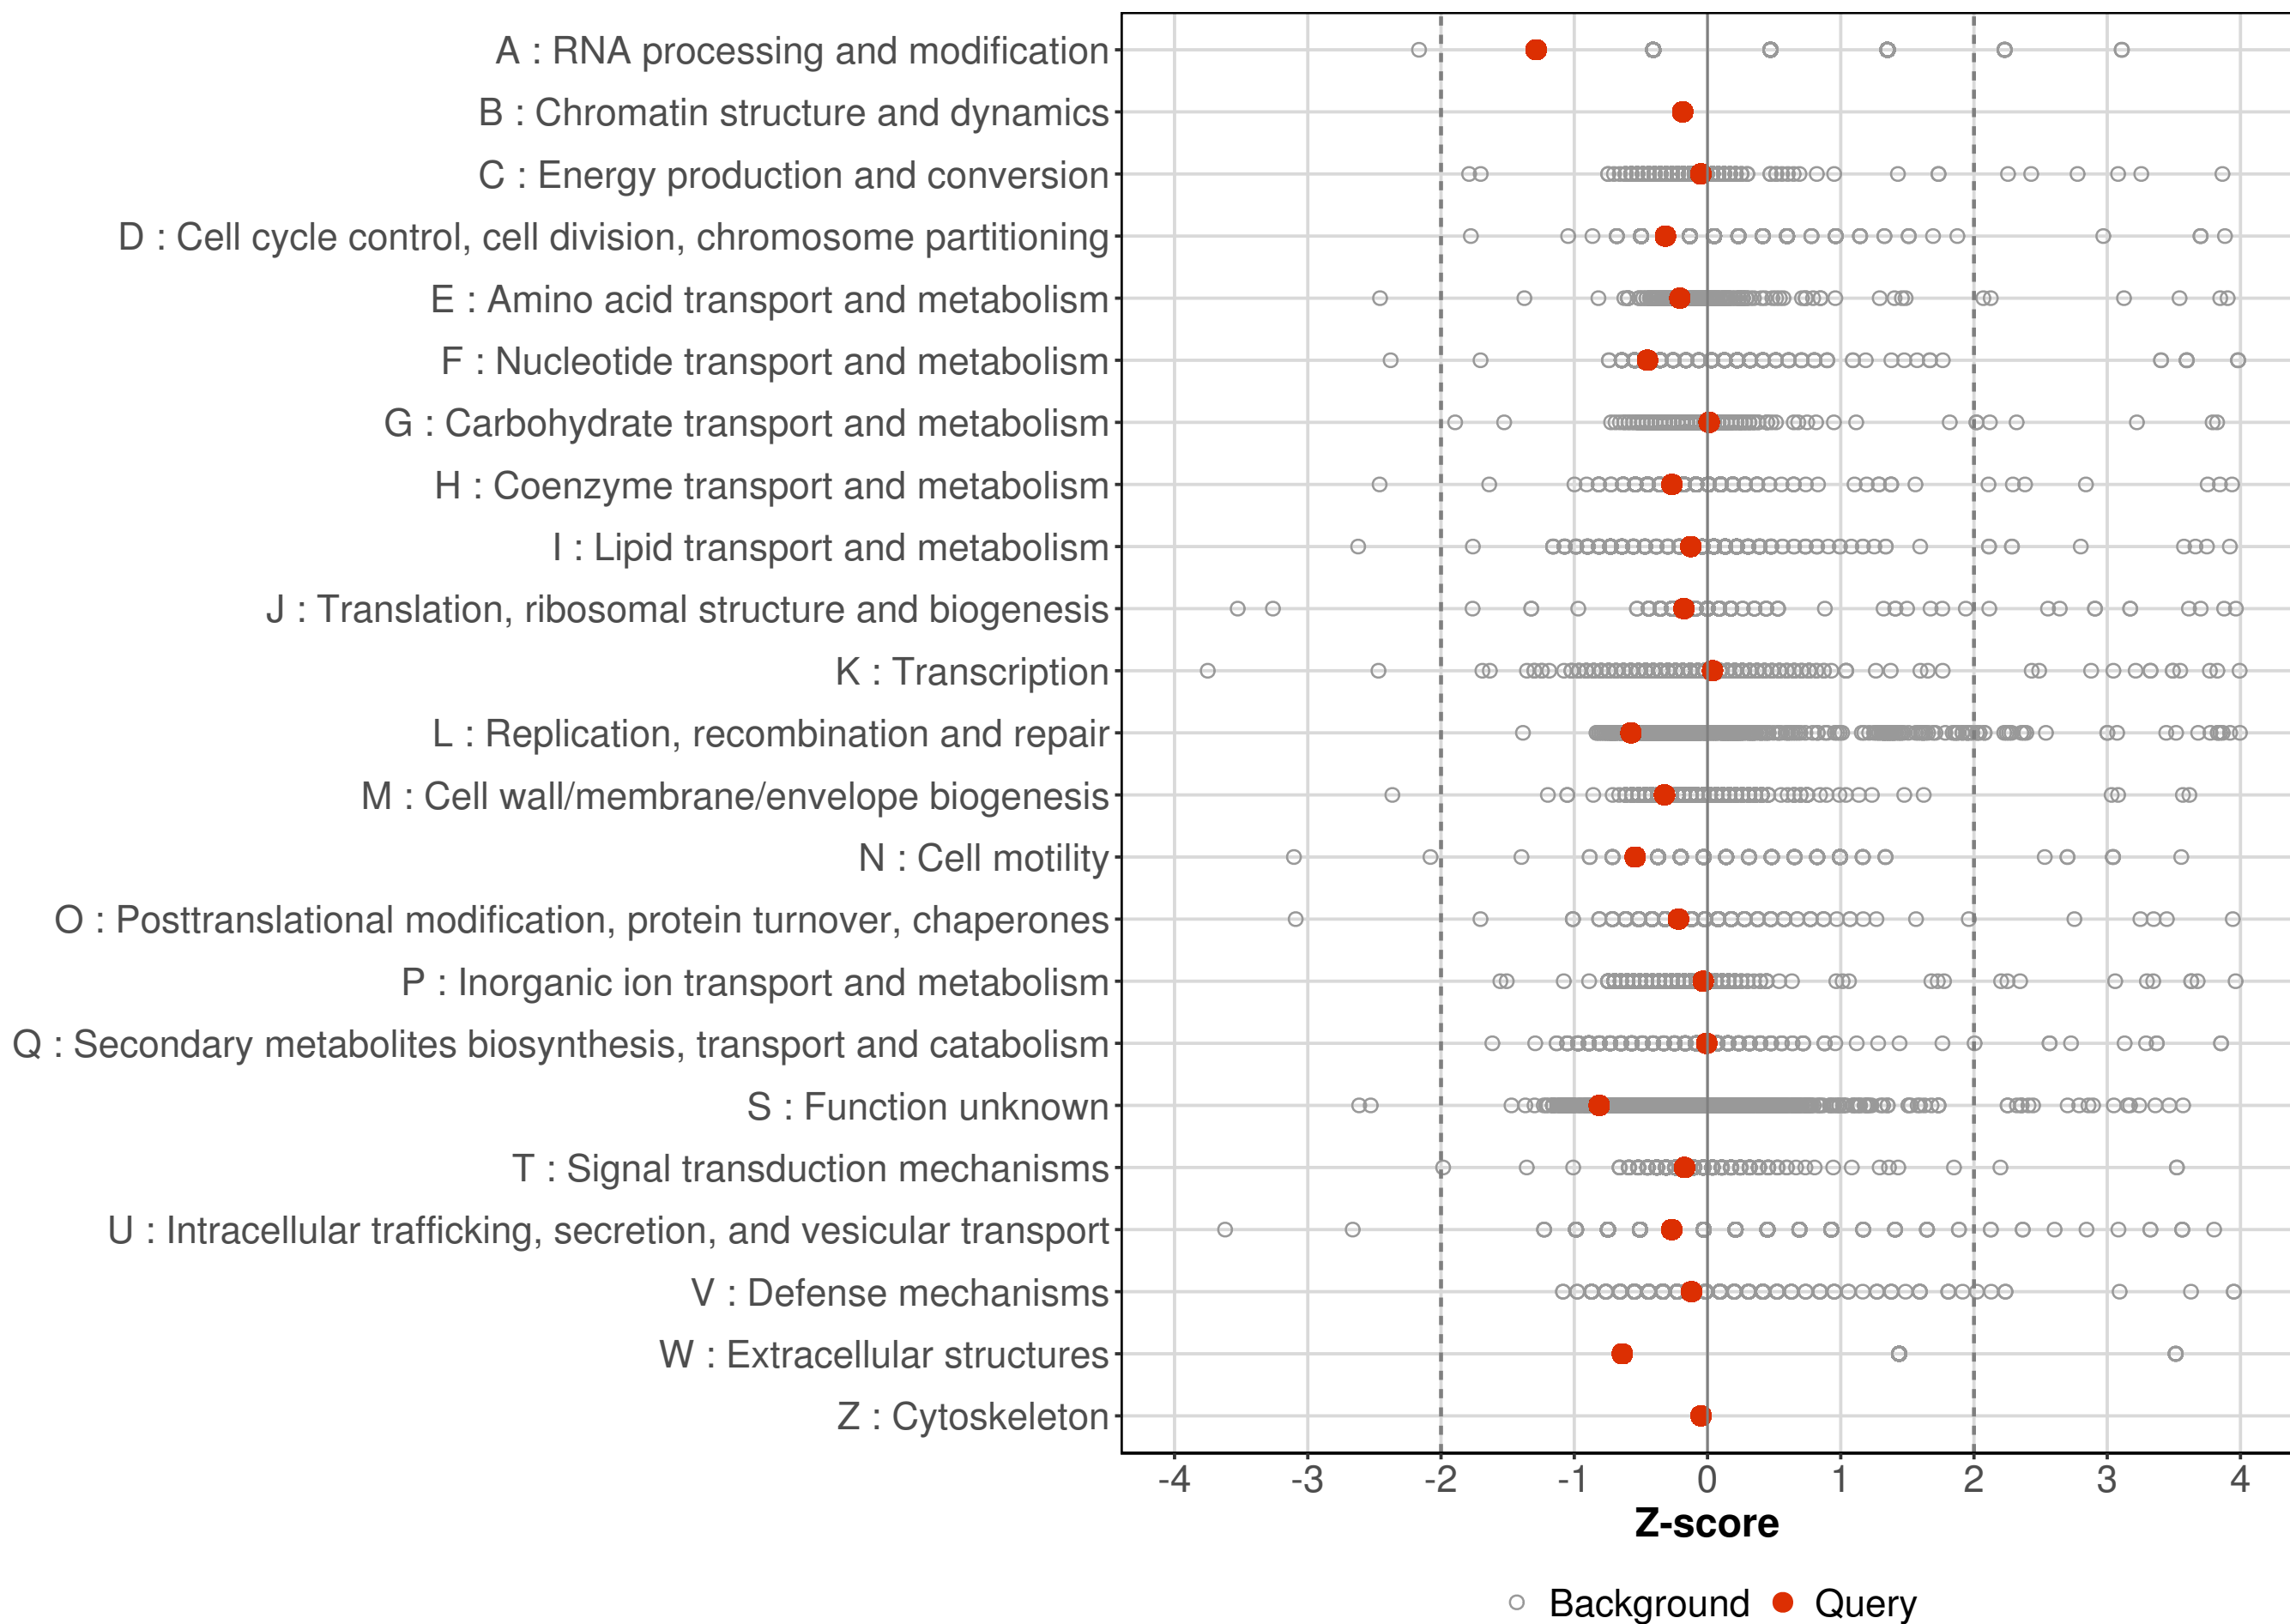 A : RNA processing and modification
B : Chromatin structure and dynamics
C : Energy production and conversion
D : Cell cycle control, cell division, chromosome partitioning
E : Amino acid transport and metabolism
F : Nucleotide transport and metabolism
G : Carbohydrate transport and metabolism
H : Coenzyme transport and metabolism
I : Lipid transport and metabolism
J : Translation, ribosomal structure and biogenesis
K : Transcription
L : Replication, recombination and repair
M : Cell wall/membrane/envelope biogenesis
N : Cell motility
O : Posttranslational modification, protein turnover, chaperones
P : Inorganic ion transport and metabolism
Q : Secondary metabolites biosynthesis, transport and catabolism
S : Function unknown
T : Signal transduction mechanisms
U : Intracellular trafficking, secretion, and vesicular transport
V : Defense mechanisms
W : Extracellular structures
Z : Cytoskeleton
-4 -3 -2 -1 0 1 2 3 4
Z-score
Background Query